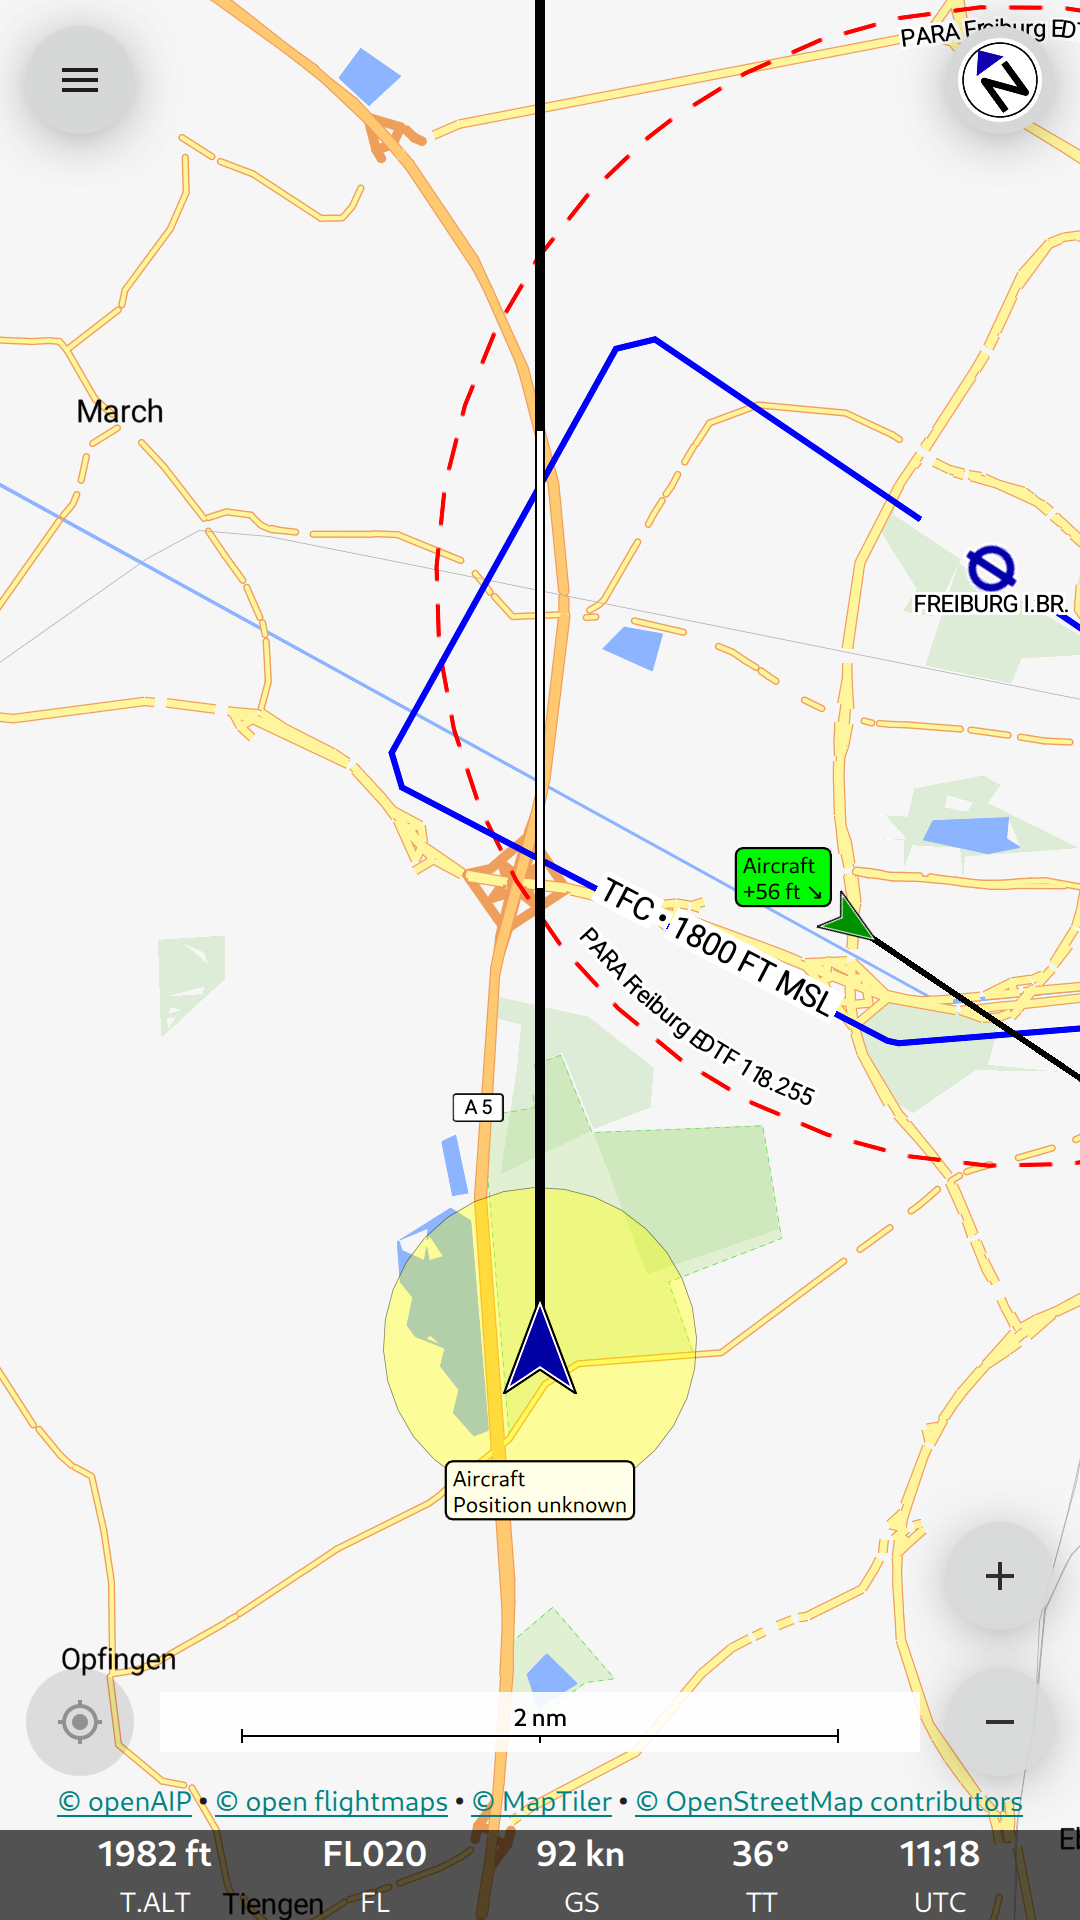 PARA Freiburg EDT
N
March
FREIBURG I.BR.
Aircraft
+56 ft ↘
TFC • 1800 FT MSL
PARA Freiburg EDTF 118.255
A 5
Aircraft
Position unknown
Opfingen
2 nm
© openAIP • © open flightmaps • © MapTiler • © OpenStreetMap contributors
1982 ft FL020 92 kn 36° 11:18
T.ALT FL GS TT UTC
Tiengen